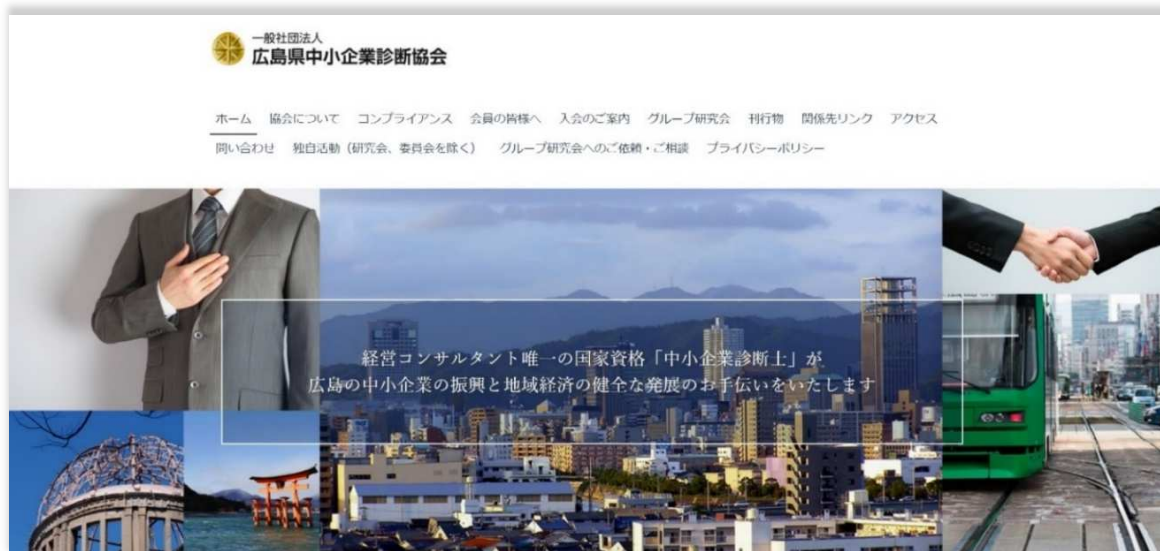 一般社団法人
広島県中小企業診断協会
ホーム 協会について コンプライアンス 会員の皆様へ 入会のご案内 グループ研究会 刊行物 関係先リンク アクセス
問い合わせ 独自活動（研究会、委員会を除く） グループ研究会へのご依頼・ご相談 プライバシーポリシー
経営コンサルタント唯一の国家資格「中小企業診断士」が
広島の中小企業の振興と地域経済の健全な発展のお手伝いをいたします